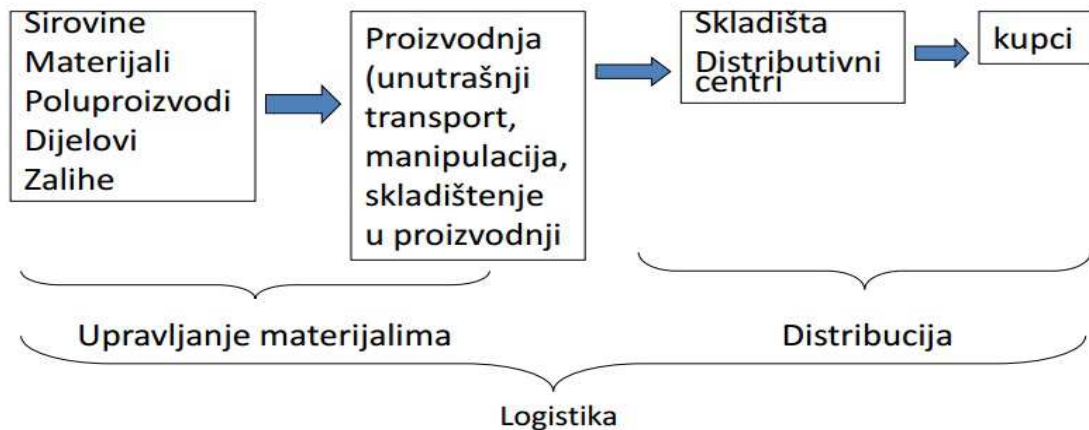 Sirovine
Materijali
Poluproizvodi
Dijelovi
Zalihe
Proizvodnja
(unutrašnji
transport,
manipulacija,
skladištenje
u proizvodnji
Skladišta
Distributivni
centri
kupci
Upravljanje materijalima
Distribucija
Logistika